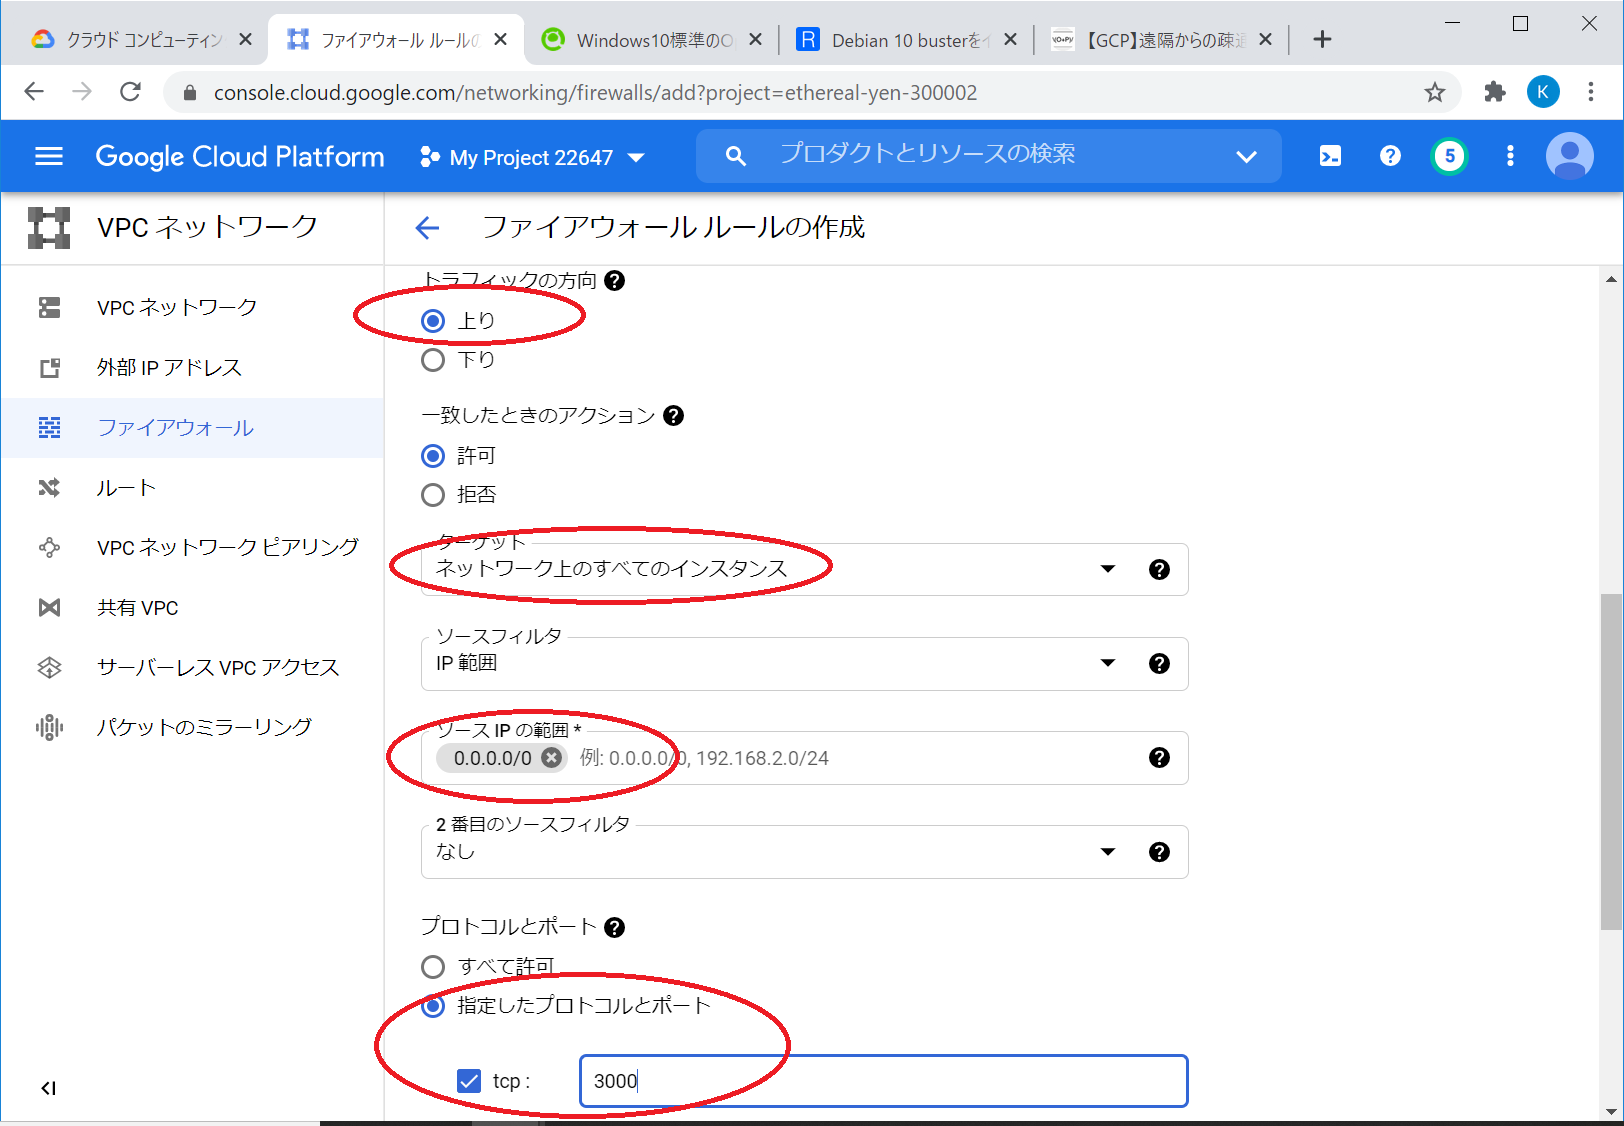 クラウド コンピューティン
ファイアウォール ルールの
Windows10標準のO
Debian 10 busterを
【GCP】遠隔からの疎通
console.cloud.google.com/networking/firewalls/add?project=ethereal-yen-300002
K
Google Cloud Platform
My Project 22647
プロダクトとリソースの検索
5
VPC ネットワーク
ファイアウォール ルールの作成
VPC ネットワーク
外部 IP アドレス
ファイアウォール
ルート
VPC ネットワーク ピアリング
共有 VPC
サーバーレス VPC アクセス
パケットのミラーリング
トラフィックの方向
上り
下り
一致したときのアクション
許可
拒否
ターゲット
ネットワーク上のすべてのインスタンス
ソースフィルタ
IP 範囲
ソース IP の範囲 *
0.0.0.0/0 例: 0.0.0.0/0, 192.168.2.0/24
2 番目のソースフィルタ
なし
プロトコルとポート
すべて許可
指定したプロトコルとポート
tcp : 3000